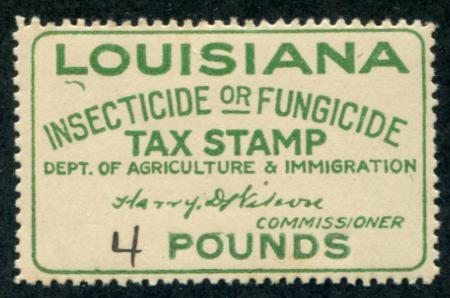 LOUISIANA
INSECTICIDE OR FUNGICIDE
TAX STAMP
DEPT. OF AGRICULTURE & IMMIGRATION
Harry D. Wilson
COMMISSIONER
4 POUNDS